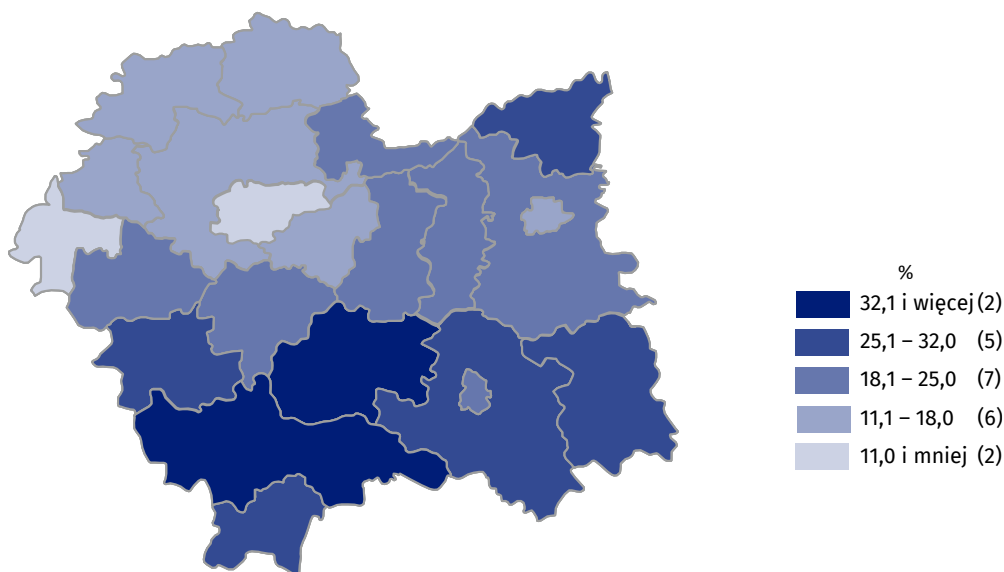 %
32,1 i więcej (2)
25,1 – 32,0 (5)
18,1 – 25,0 (7)
11,1 – 18,0 (6)
11,0 i mniej (2)